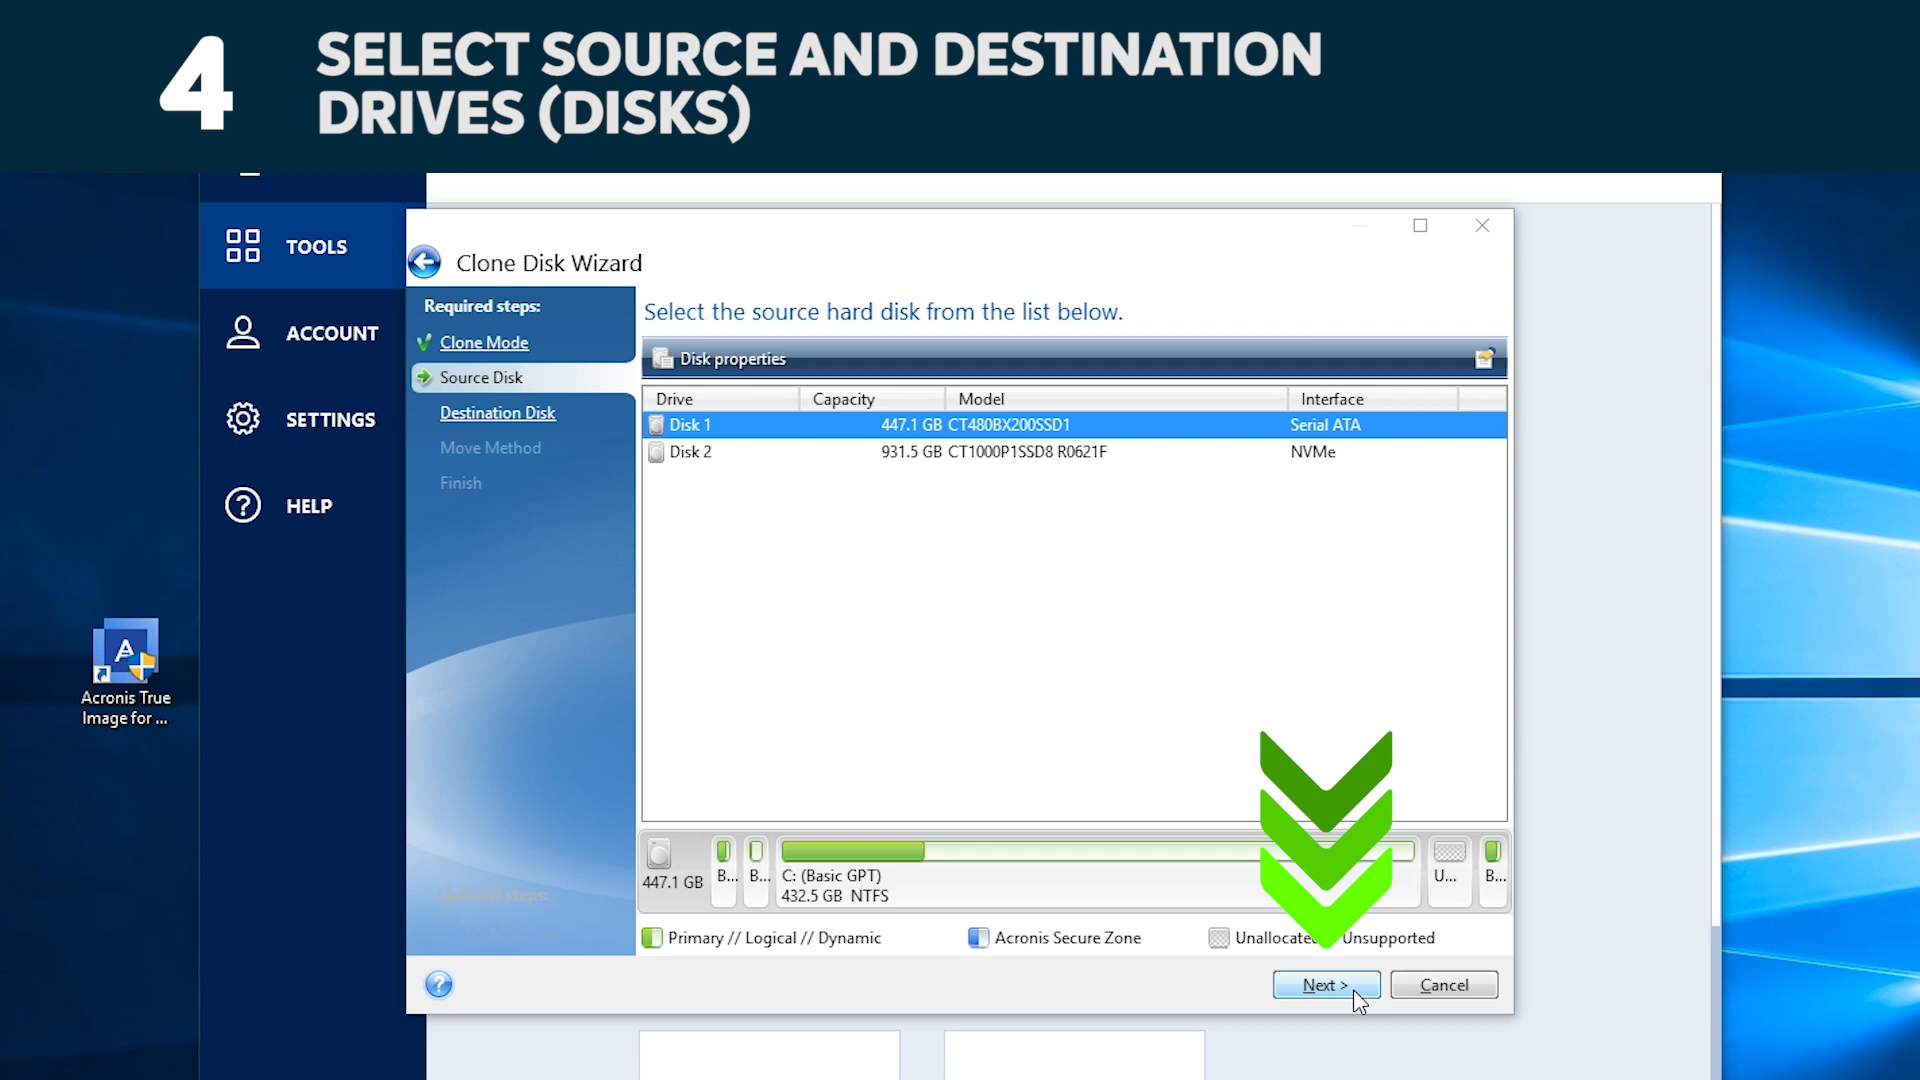 4
SELECT SOURCE AND DESTINATION
DRIVES (DISKS)
TOOLS
ACCOUNT
SETTINGS
HELP
Acronis True
Image for ...
Clone Disk Wizard
Required steps:
Clone Mode
Source Disk
Destination Disk
Move Method
Finish
Optional steps:
Select the source hard disk from the list below.
Disk properties
Drive Capacity Model Interface
Disk 1 447.1 GB CT480BX200SSD1 Serial ATA
Disk 2 931.5 GB CT1000P1SSD8 R0621F NVMe
447.1 GB
B...
B...
C: (Basic GPT)
432.5 GB NTFS
U...
B...
Primary // Logical // Dynamic
Acronis Secure Zone
Unallocate Unsupported
Next >
Cancel